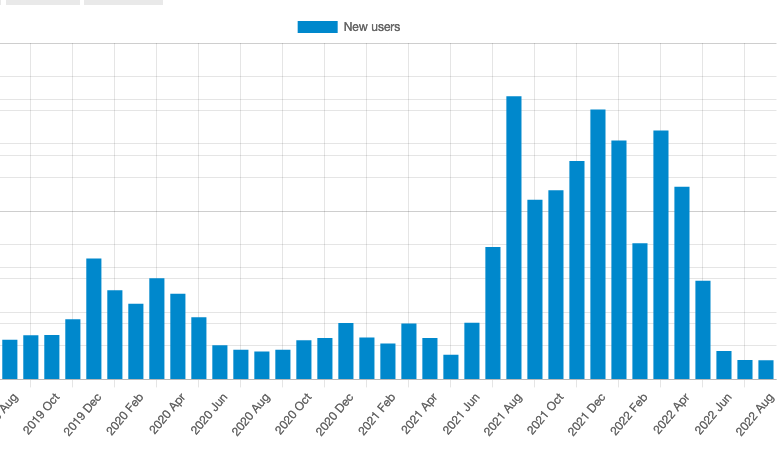 New users
Aug
2019 Oct
2019 Dec
2020 Feb
2020 Apr
2020 Jun
2020 Aug
2020 Oct
2020 Dec
2021 Feb
2021 Apr
2021 Jun
2021 Aug
2021 Oct
2021 Dec
2022 Feb
2022 Apr
2022 Jun
2022 Aug